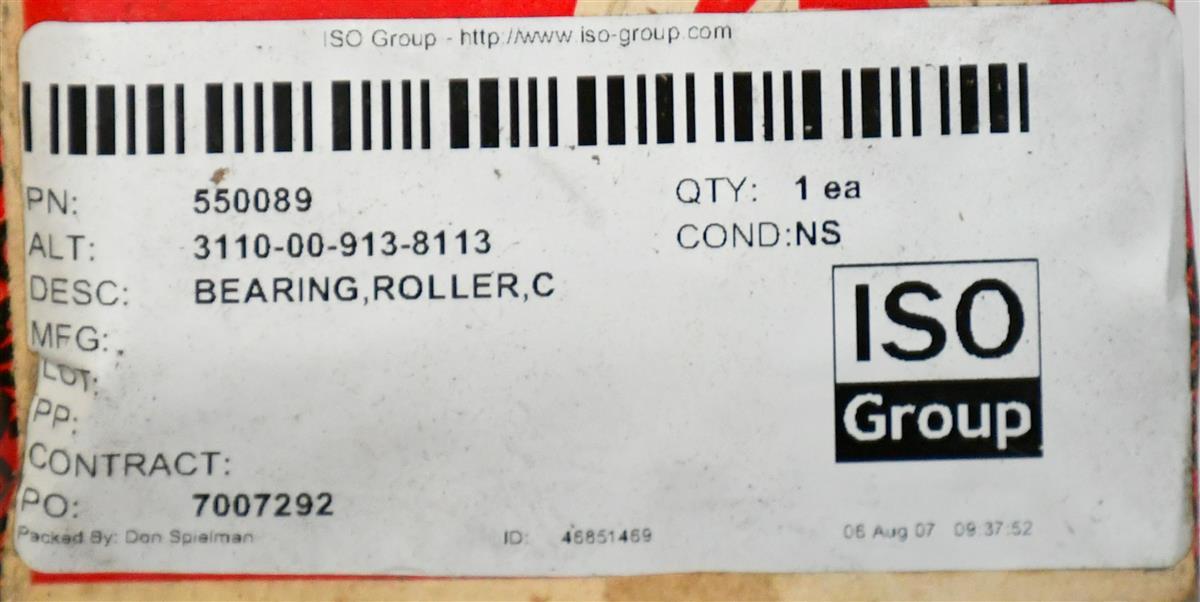 ISO Group - http://www.iso-group.com
PN: 550089 QTY: 1 ea
ALT: 3110-00-913-8113 COND:NS
DESC: BEARING,ROLLER,C
MFG:
LOT:
PP:
CONTRACT:
PO: 7007292
ISO
Group
Packed By: Don Spielman ID: 46851469 06 Aug 07 09:37:52